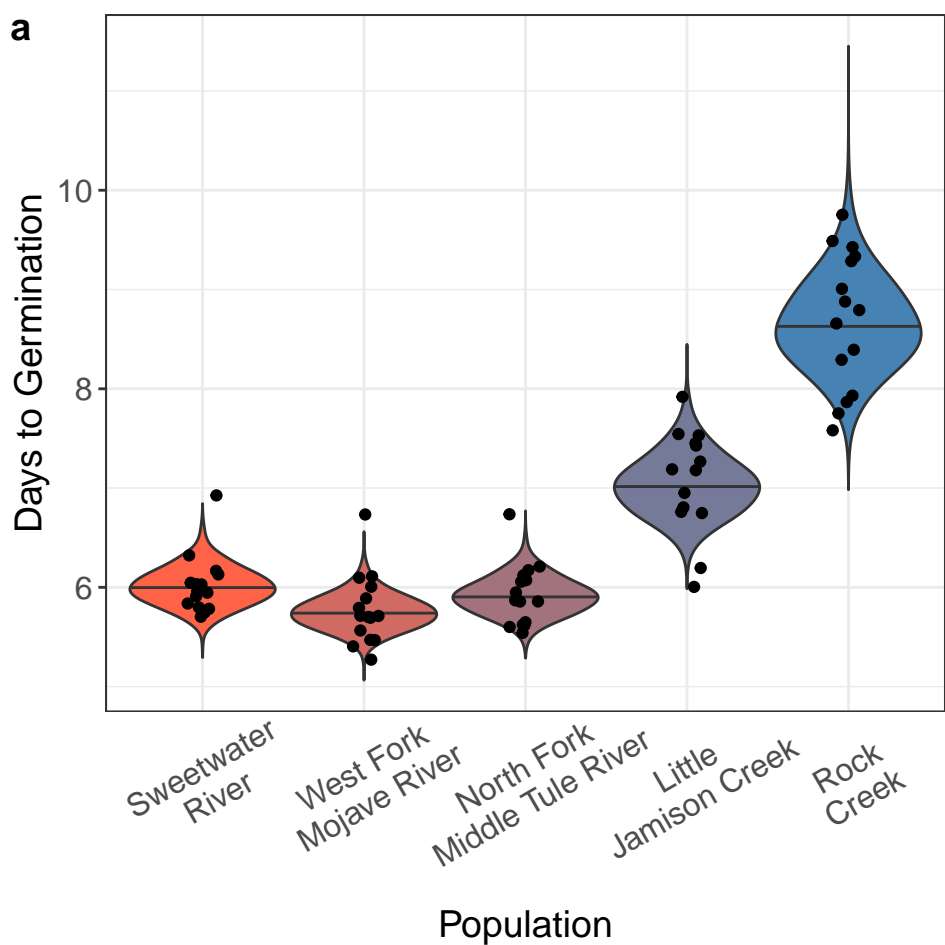 a
Days to Germination
10
8
6
Sweetwater
River
West Fork
Mojave River
North Fork
Middle Tule River
Little
Jamison Creek
Rock
Creek
Population